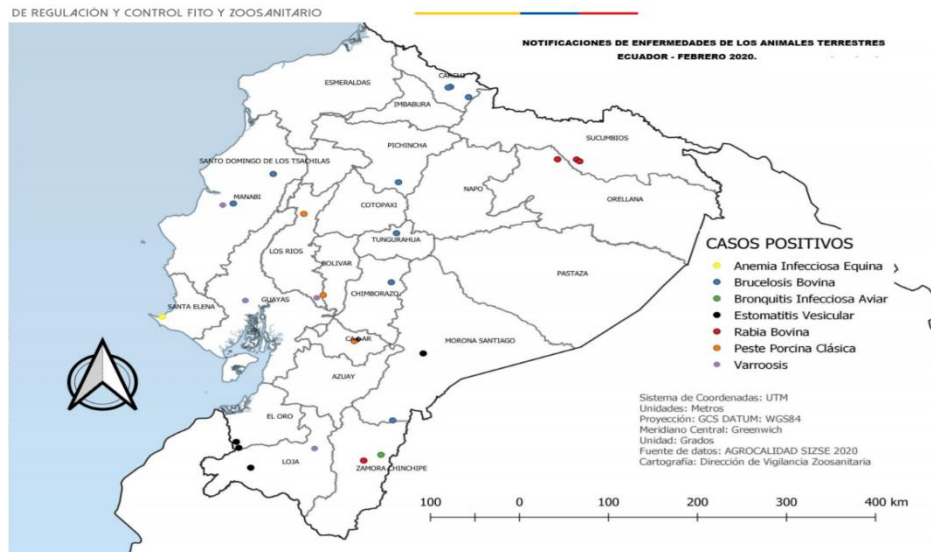 DE REGULACIÓN Y CONTROL FITO Y ZOOSANITARIO
NOTIFICACIONES DE ENFERMEDADES DE LOS ANIMALES TERRESTRES
ECUADOR - FEBRERO 2020.
CARCHI
ESMERALDAS
IMBABURA
SUCUMBIOS
PICHINCHA
SANTO DOMINGO DE LOS TSACHILAS
NAPO
MANABI
COTOPAXI
ORELLANA
TUNGURAHUA
LOS RIOS
BOLIVAR
PASTAZA
CHIMBORAZO
SANTA ELENA
GUAYAS
MORONA SANTIAGO
AZUAY
EL ORO
LOJA
ZAMORA CHINCHIPE
CASOS POSITIVOS
Anemia Infecciosa Equina
Brucelosis Bovina
Bronquitis Infecciosa Aviar
Estomatitis Vesicular
Rabia Bovina
Peste Porcina Clásica
Varroosis
Sistema de Coordenadas: UTM
Unidades: Metros
Proyección: GCS DATUM: WGS84
Meridiano Central: Greenwich
Unidad: Grados
Fuente de datos: AGROCALIDAD SIZSE 2020
Cartografía: Dirección de Vigilancia Zoosanitaria
100 0 100 200 300 400 km